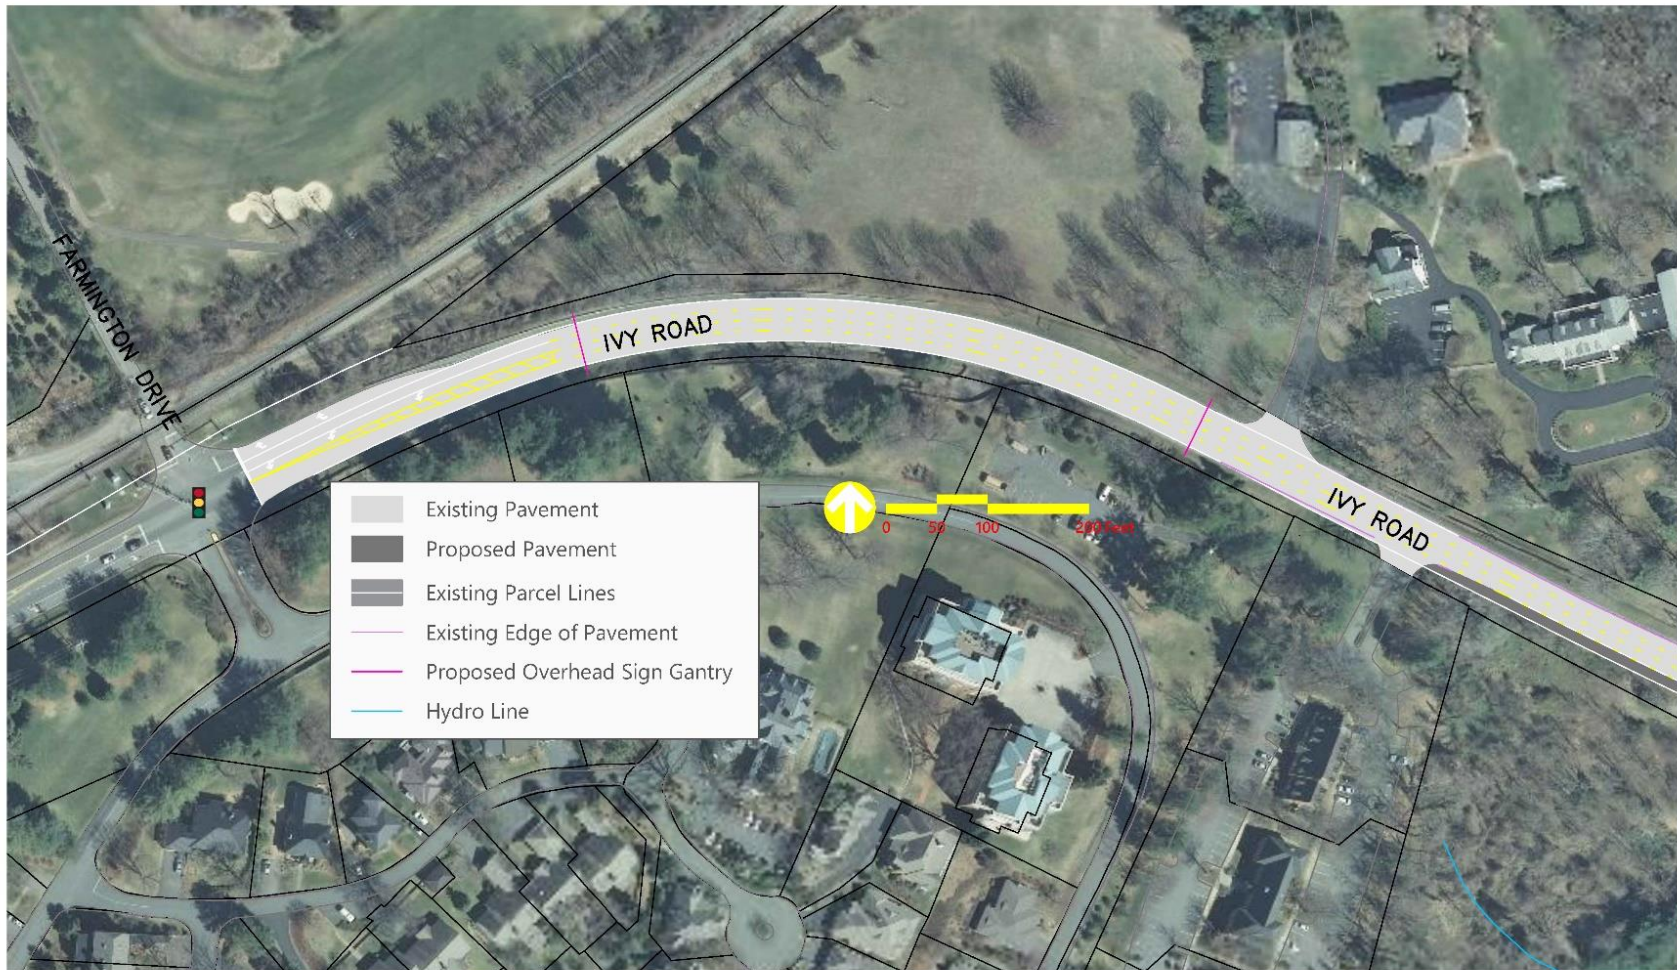 FARMINGTON DRIVE
IVY ROAD
IVY ROAD
0 50 100 200 Feet
Existing Pavement
Proposed Pavement
Existing Parcel Lines
Existing Edge of Pavement
Proposed Overhead Sign Gantry
Hydro Line